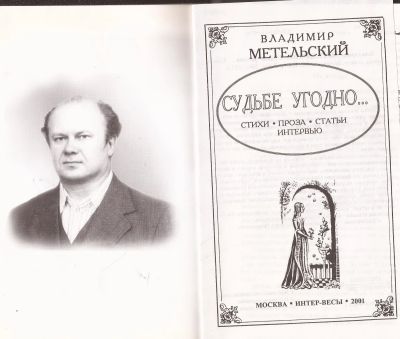 ВЛАДИМИР
МЕТЕЛЬСКИЙ
СУДЬБЕ УГОДНО...
СТИХИ • ПРОЗА • СТАТЬИ
ИНТЕРВЬЮ
МОСКВА • ИНТЕР-ВЕСЫ • 2001